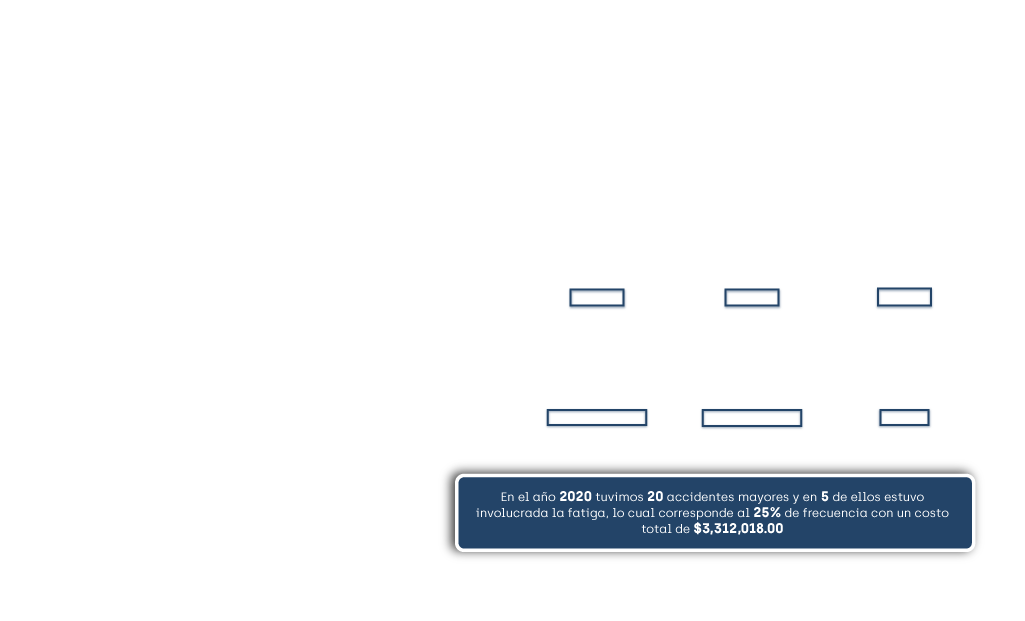 En el año 2020 tuvimos 20 accidentes mayores y en 5 de ellos estuvo
involucrada la fatiga, lo cual corresponde al 25% de frecuencia con un costo
total de $3,312,018.00